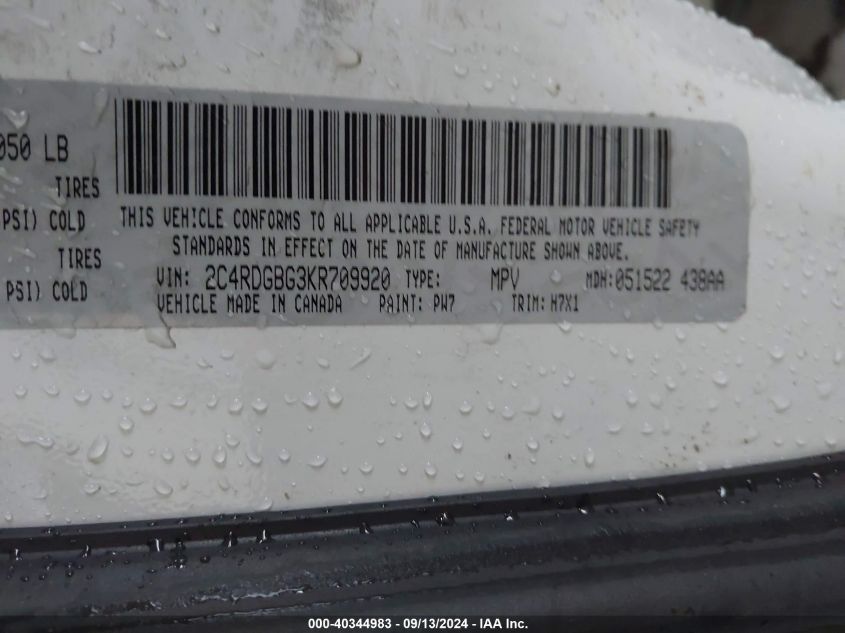 050 LB
TIRES
PSI) COLD
TIRES
PSI) COLD
THIS VEHICLE CONFORMS TO ALL APPLICABLE U.S.A. FEDERAL MOTOR VEHICLE SAFETY
STANDARDS IN EFFECT ON THE DATE OF MANUFACTURE SHOWN ABOVE.
VIN: 2C4RDGBG3KR709920 TYPE: MPV MDH:051522 438AA
VEHICLE MADE IN CANADA PAINT: PW7 TRIM: H7X1
000-40344983 - 09/13/2024 - IAA Inc.